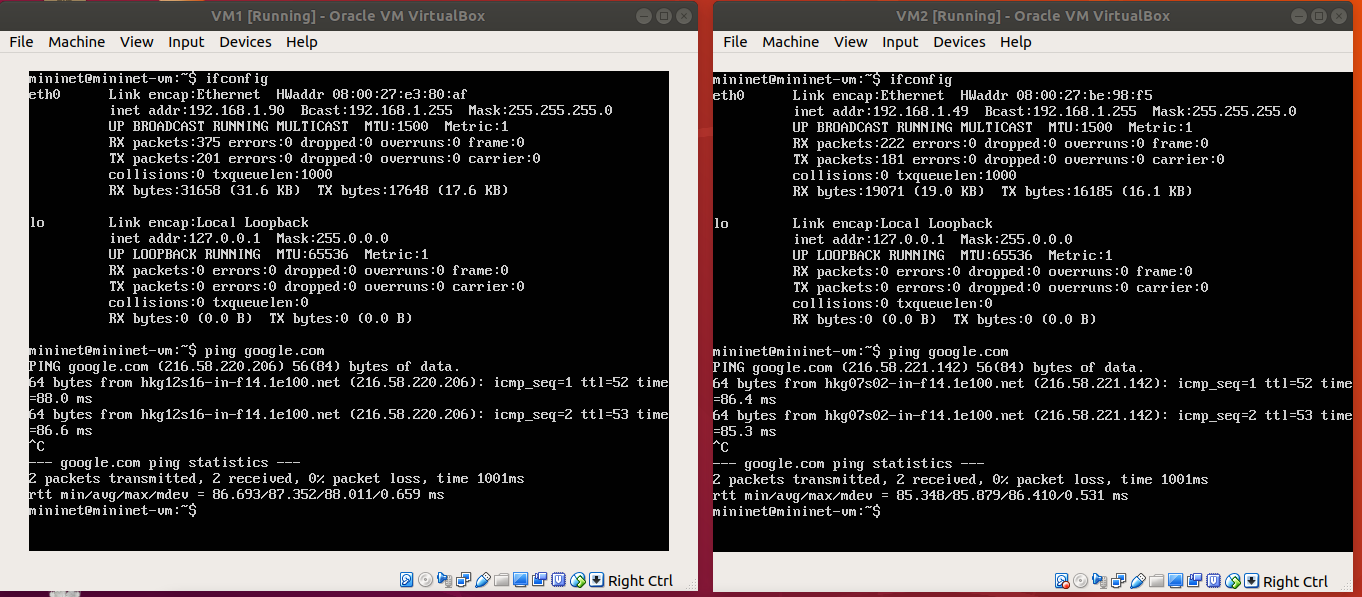 VM1 [Running] - Oracle VM VirtualBox
File Machine View Input Devices Help
mininet@mininet-vm:~$ ifconfig
eth0 Link encap:Ethernet HWaddr 08:00:27:e3:80:af
inet addr:192.168.1.90 Bcast:192.168.1.255 Mask:255.255.255.0
UP BROADCAST RUNNING MULTICAST MTU:1500 Metric:1
RX packets:375 errors:0 dropped:0 overruns:0 frame:0
TX packets:201 errors:0 dropped:0 overruns:0 carrier:0
collisions:0 txqueuelen:1000
RX bytes:31658 (31.6 KB) TX bytes:17648 (17.6 KB)
lo Link encap:Local Loopback
inet addr:127.0.0.1 Mask:255.0.0.0
UP LOOPBACK RUNNING MTU:65536 Metric:1
RX packets:0 errors:0 dropped:0 overruns:0 frame:0
TX packets:0 errors:0 dropped:0 overruns:0 carrier:0
collisions:0 txqueuelen:0
RX bytes:0 (0.0 B) TX bytes:0 (0.0 B)
mininet@mininet-vm:~$ ping google.com
PING google.com (216.58.220.206) 56(84) bytes of data.
64 bytes from hkg12s16-in-f14.1e100.net (216.58.220.206): icmp_seq=1 ttl=52 time
=88.0 ms
64 bytes from hkg12s16-in-f14.1e100.net (216.58.220.206): icmp_seq=2 ttl=53 time
=86.6 ms
^C
--- google.com ping statistics ---
2 packets transmitted, 2 received, 0% packet loss, time 1001ms
rtt min/avg/max/mdev = 86.693/87.352/88.011/0.659 ms
mininet@mininet-vm:~$
Right Ctrl
VM2 [Running] - Oracle VM VirtualBox
File Machine View Input Devices Help
mininet@mininet-vm:~$ ifconfig
eth0 Link encap:Ethernet HWaddr 08:00:27:be:98:f5
inet addr:192.168.1.49 Bcast:192.168.1.255 Mask:255.255.255.0
UP BROADCAST RUNNING MULTICAST MTU:1500 Metric:1
RX packets:222 errors:0 dropped:0 overruns:0 frame:0
TX packets:181 errors:0 dropped:0 overruns:0 carrier:0
collisions:0 txqueuelen:1000
RX bytes:19071 (19.0 KB) TX bytes:16185 (16.1 KB)
lo Link encap:Local Loopback
inet addr:127.0.0.1 Mask:255.0.0.0
UP LOOPBACK RUNNING MTU:65536 Metric:1
RX packets:0 errors:0 dropped:0 overruns:0 frame:0
TX packets:0 errors:0 dropped:0 overruns:0 carrier:0
collisions:0 txqueuelen:0
RX bytes:0 (0.0 B) TX bytes:0 (0.0 B)
mininet@mininet-vm:~$ ping google.com
PING google.com (216.58.221.142) 56(84) bytes of data.
64 bytes from hkg07s02-in-f14.1e100.net (216.58.221.142): icmp_seq=1 ttl=52 time
=86.4 ms
64 bytes from hkg07s02-in-f14.1e100.net (216.58.221.142): icmp_seq=2 ttl=53 time
=85.3 ms
^C
--- google.com ping statistics ---
2 packets transmitted, 2 received, 0% packet loss, time 1001ms
rtt min/avg/max/mdev = 85.348/85.879/86.410/0.531 ms
mininet@mininet-vm:~$
Right Ctrl